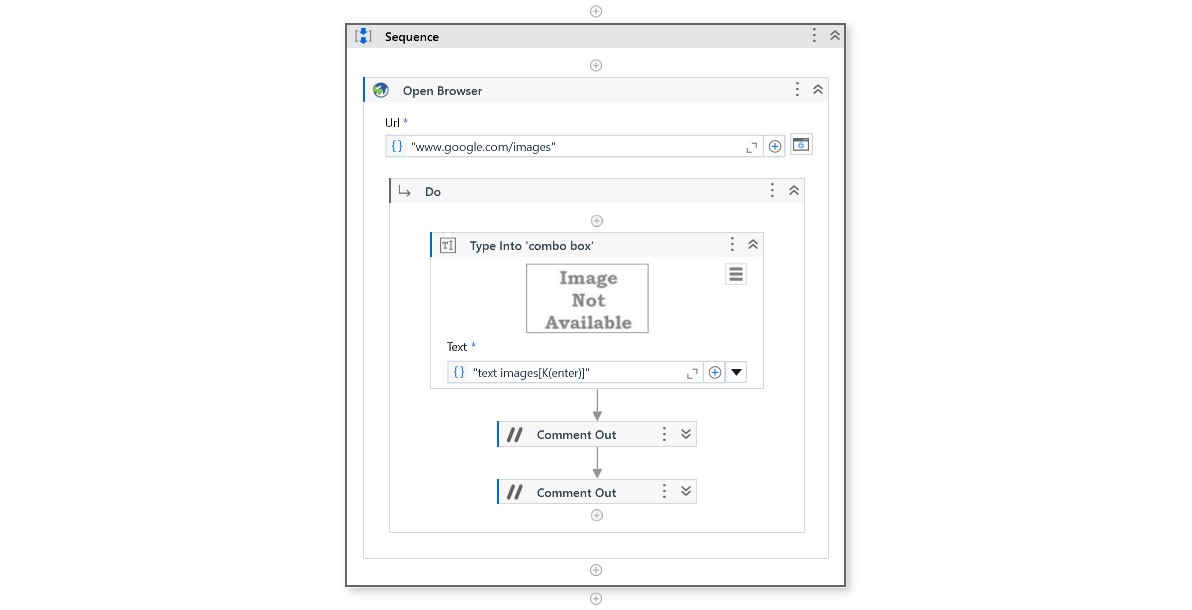 Sequence
Open Browser
Url *
{} "www.google.com/images"
Do
TI Type Into 'combo box'
Image
Not
Available
Text *
{} "text images[K(enter)]"
// Comment Out
// Comment Out